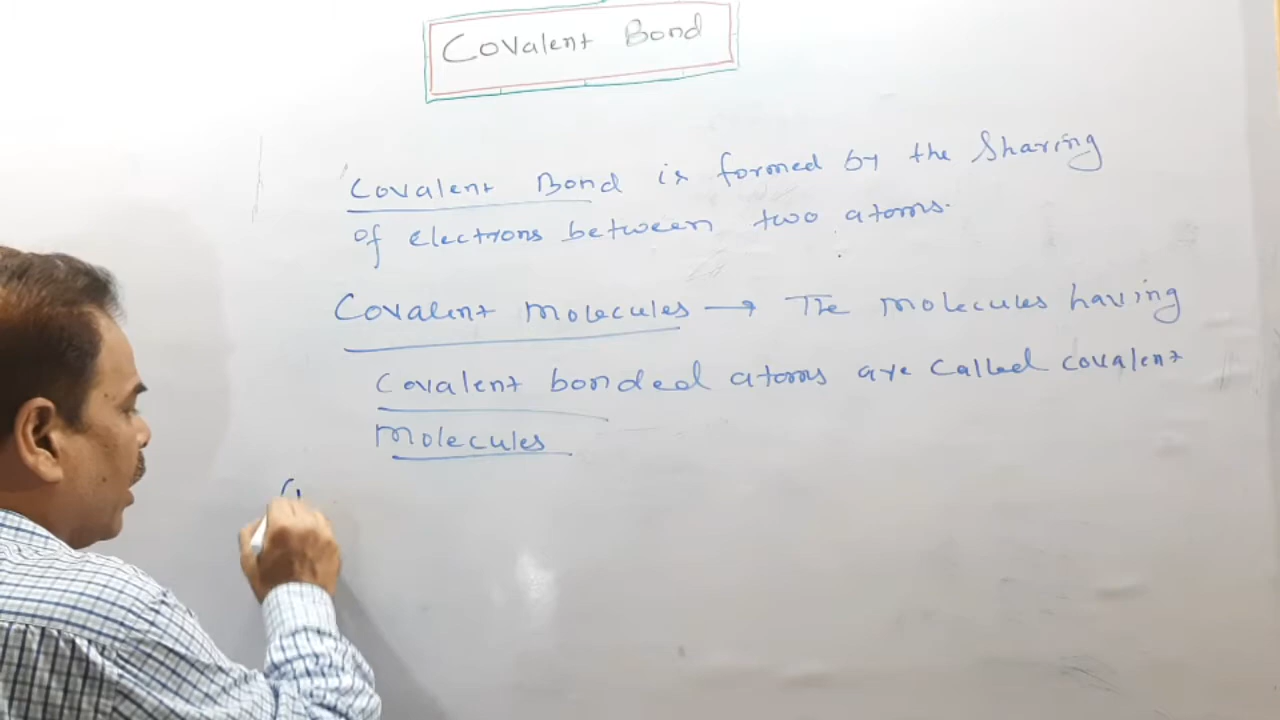 Covalent Bond
Covalent Bond is formed by the Sharing
of electrons between two atoms.
Covalent Molecules → The Molecules having
Covalent bonded atoms are called covalent
Molecules
(